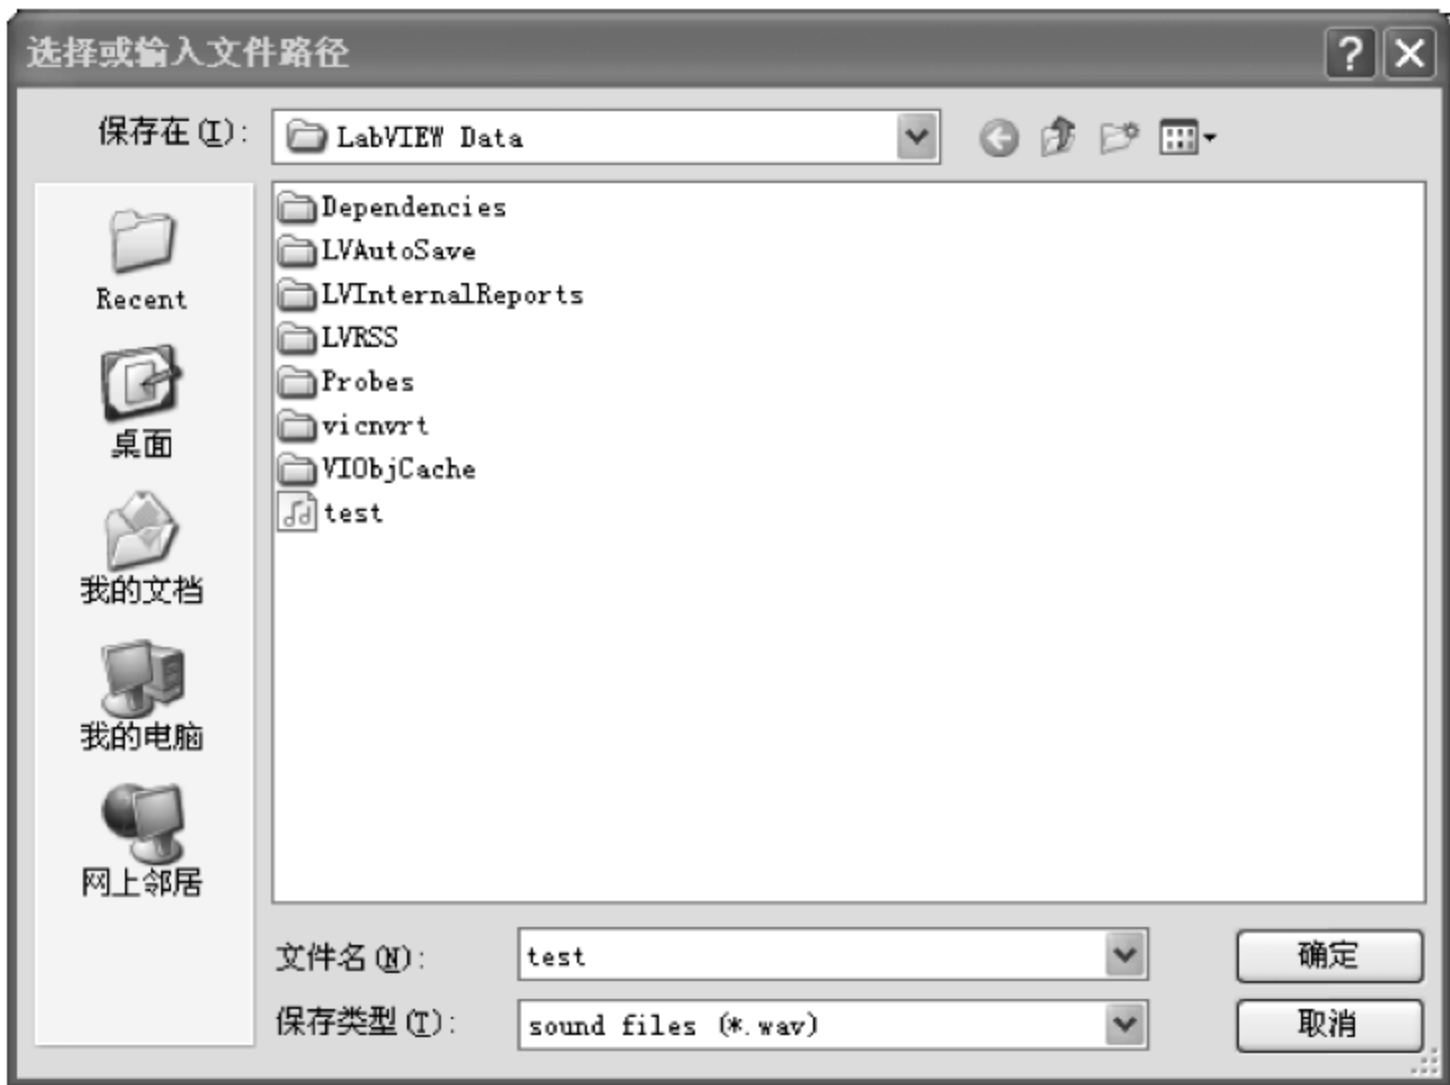 选择或输入文件路径
保存在(I):
LabVIEW Data
Recent
桌面
我的文档
我的电脑
网上邻居
Dependencies
LVAutoSave
LVInternalReports
LVRSS
Probes
vicnvrt
VIObjCache
test
文件名(N):
test
确定
保存类型(T):
sound files (*.wav)
取消